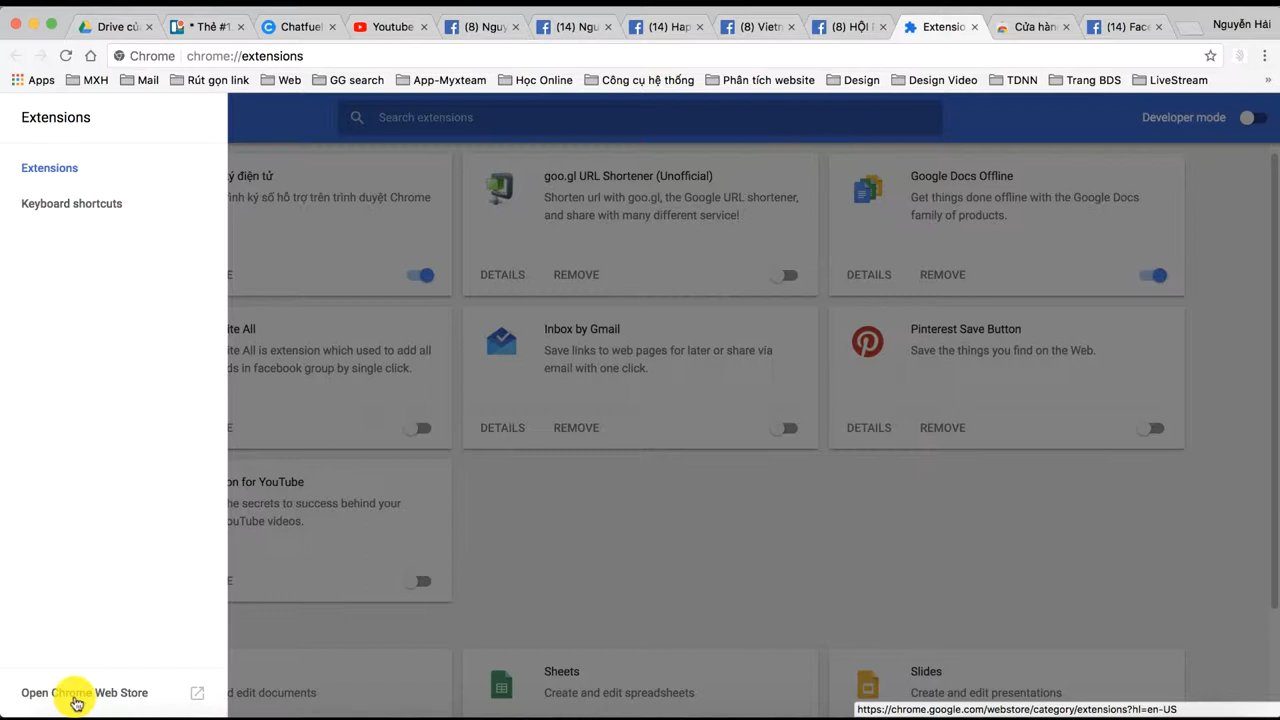 Drive củ
* Thẻ #1
Chatfuel
Youtube
(8) Nguy
(14) Ngu
(14) Hap
(8) Vietn
(8) HỘI
Extensio
Cửa hàn
(14) Face
Nguyễn Hải
Chrome chrome://extensions
Apps MXH Mail Rút gọn link Web GG search App-Myxteam Học Online Công cụ hệ thống Phân tích website Design Design Video TDNN Trang BDS LiveStream »
Extensions
Search extensions
Developer mode
Extensions
Keyboard shortcuts
Open Chrome Web Store
ý điện tử
ình ký số hỗ trợ trên trình duyệt Chrome
E
goo.gl URL Shortener (Unofficial)
Shorten url with goo.gl, the Google URL shortener,
and share with many different service!
DETAILS REMOVE
Google Docs Offline
Get things done offline with the Google Docs
family of products.
DETAILS REMOVE
ite All
ite All is extension which used to add all
ds in facebook group by single click.
E
Inbox by Gmail
Save links to web pages for later or share via
email with one click.
DETAILS REMOVE
Pinterest Save Button
Save the things you find on the Web.
DETAILS REMOVE
on for YouTube
he secrets to success behind your
ouTube videos.
E
d edit documents
Sheets
Create and edit spreadsheets
Slides
Create and edit presentations
https://chrome.google.com/webstore/category/extensions?hl=en-US